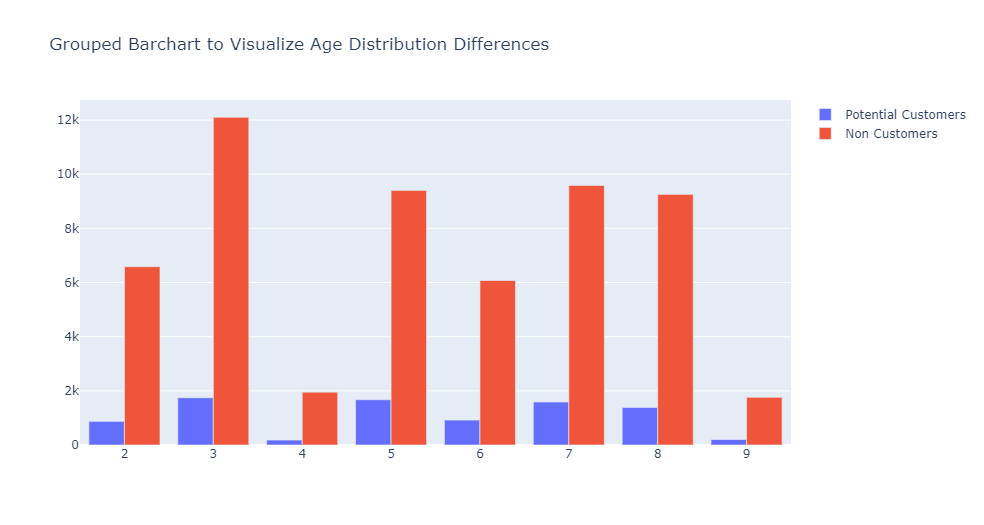 Grouped Barchart to Visualize Age Distribution Differences
Potential Customers
Non Customers
12k
10k
8k
6k
4k
2k
0
2 3 4 5 6 7 8 9